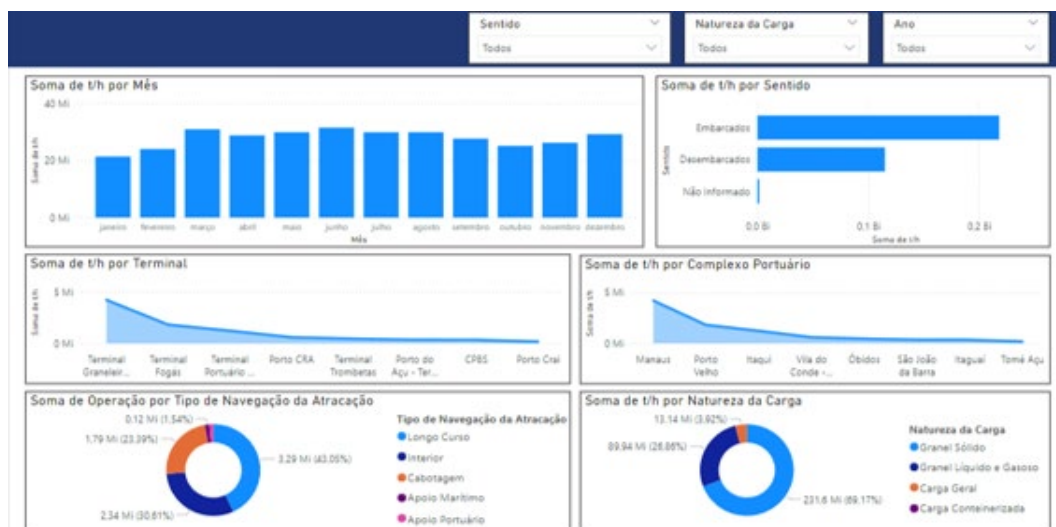 Sentido
Natureza da Carga
Ano
Todos
Todos
Todos
Soma de t/h por Mês
40 Mi
20 Mi
0 Mi
Soma de t/h
janeiro fevereiro março abril maio junho julho agosto setembro outubro novembro dezembro
Mês
Soma de t/h por Sentido
Sentido
Embarcados
Desembarcados
Não Informado
0,0 Bi 0,1 Bi 0,2 Bi
Soma de t/h
Soma de t/h por Terminal
Soma de t/h
5 Mi
0 Mi
Terminal Terminal Terminal Porto CRA Terminal Porto do CPBS Porto Crai
Graneleir... Fogás Portuário ... Trombetas Açu - Ter...
Soma de t/h por Complexo Portuário
Soma de t/h
5 Mi
0 Mi
Manaus Porto Itaqui Vila do Óbidos São João Itaguaí Tomé Açu
Velho Conde -... da Barra
Soma de Operação por Tipo de Navegação da Atracação
0.12 Mi (1.54%)
1.79 Mi (23.39%)
3.29 Mi (43.05%)
2.34 Mi (30.61%)
Tipo de Navegação da Atracação
Longo Curso
Interior
Cabotagem
Apoio Marítimo
Apoio Portuário
Soma de t/h por Natureza da Carga
13.14 Mi (3.92%)
89.94 Mi (26.86%)
231.6 Mi (69.17%)
Natureza da Carga
Granel Sólido
Granel Líquido e Gasoso
Carga Geral
Carga Conteinerizada